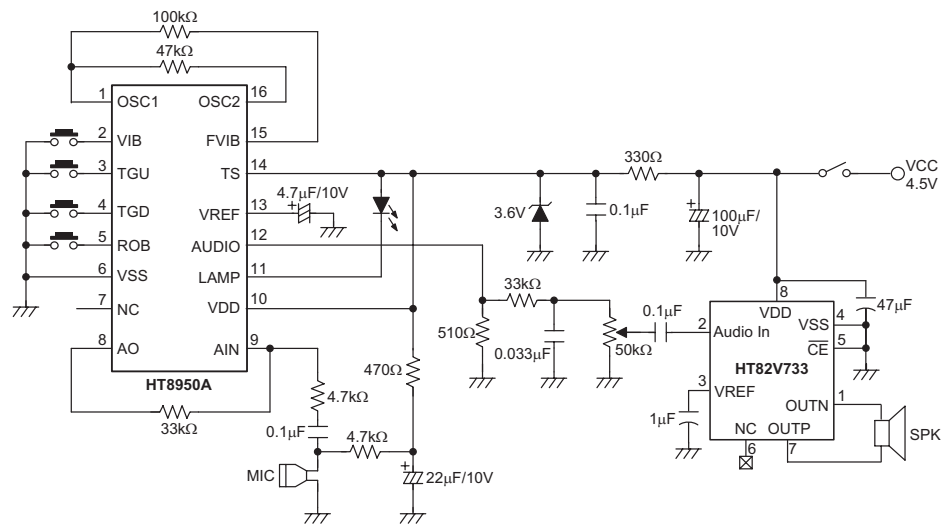 100kΩ
47kΩ
1 OSC1 OSC2 16
2 VIB FVIB 15
3 TGU TS 14
4 TGD VREF 13
5 ROB AUDIO 12
6 VSS LAMP 11
7 NC VDD 10
8 AO AIN 9
HT8950A
33kΩ
4.7μF/10V
+
4.7kΩ
0.1μF
4.7kΩ
MIC
470Ω
+
22μF/10V
510Ω
33kΩ
0.033μF
50kΩ
0.1μF
3.6V
0.1μF
330Ω
+
100μF/
10V
VCC
4.5V
47μF
8
VDD
2 Audio In
VSS 4
CE 5
HT82V733
3 VREF
1μF
OUTN 1
NC OUTP
6 7
SPK